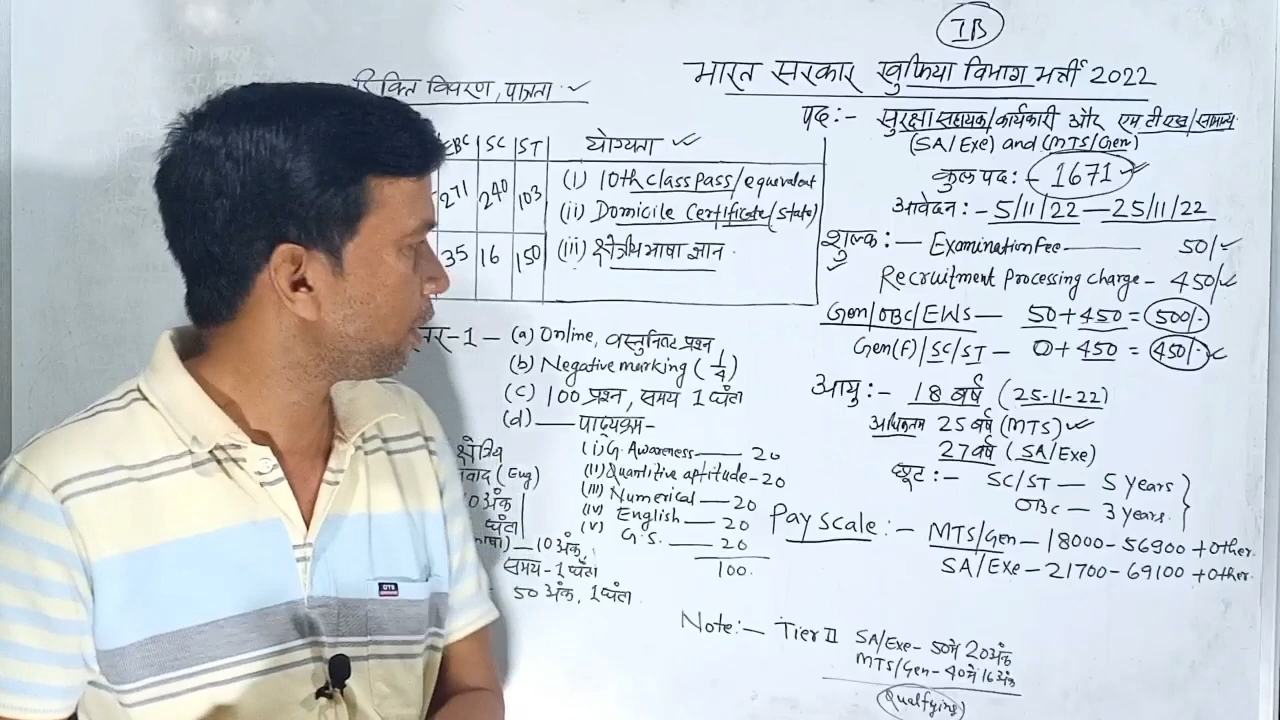 IB
भारत सरकार खुफिया विभाग भर्ती 2022
पद :- सुरक्षा सहायक/कार्यकारी और एम टी एस/सामान्य
(SA/Exe) and (MTS/Gen)
कुल पद :- 1671
आवेदन :- 5/11/22 — 25/11/22
शुल्क :- Examination Fee — 50/-
Recruitment Processing charge - 450/-
Gen/OBC/EWS — 50+450 = 500/-
Gen(F)/SC/ST — 0+450 = 450/-
आयु :- 18 वर्ष (25-11-22)
अधिकतम 25 वर्ष (MTS)
27 वर्ष (SA/Exe)
छूट :- SC/ST — 5 years
OBC — 3 years.
Pay scale :- MTS/Gen - 18000-56900 + Other.
SA/Exe - 21700-69100 + Other.
विवरण, पात्रता
SC ST योग्यता
271 240 103
35 16 150
(i) 10th class pass/equevalent
(ii) Domicile Certificate (State)
(iii) क्षेत्रीय भाषा ज्ञान.
-1 — (a) Online, वस्तुनिष्ठ प्रश्न
(b) Negative marking (1/4)
(c) 100 प्रश्न, समय 1 घंटा
(d) — पाठ्यक्रम-
(i) G. Awareness — 20
(ii) Quantitive aptitude - 20
(iii) Numerical — 20
(iv) English — 20
(v) G.S. — 20
100.
(Eng)
अंक
घंटा
— 10 अंक,
समय - 1 घंटा
50 अंक, 1 घंटा
Note :- Tier II SA/Exe - 50 में 20 अंक
MTS/Gen - 40 में 16 अंक
(Qualfying)